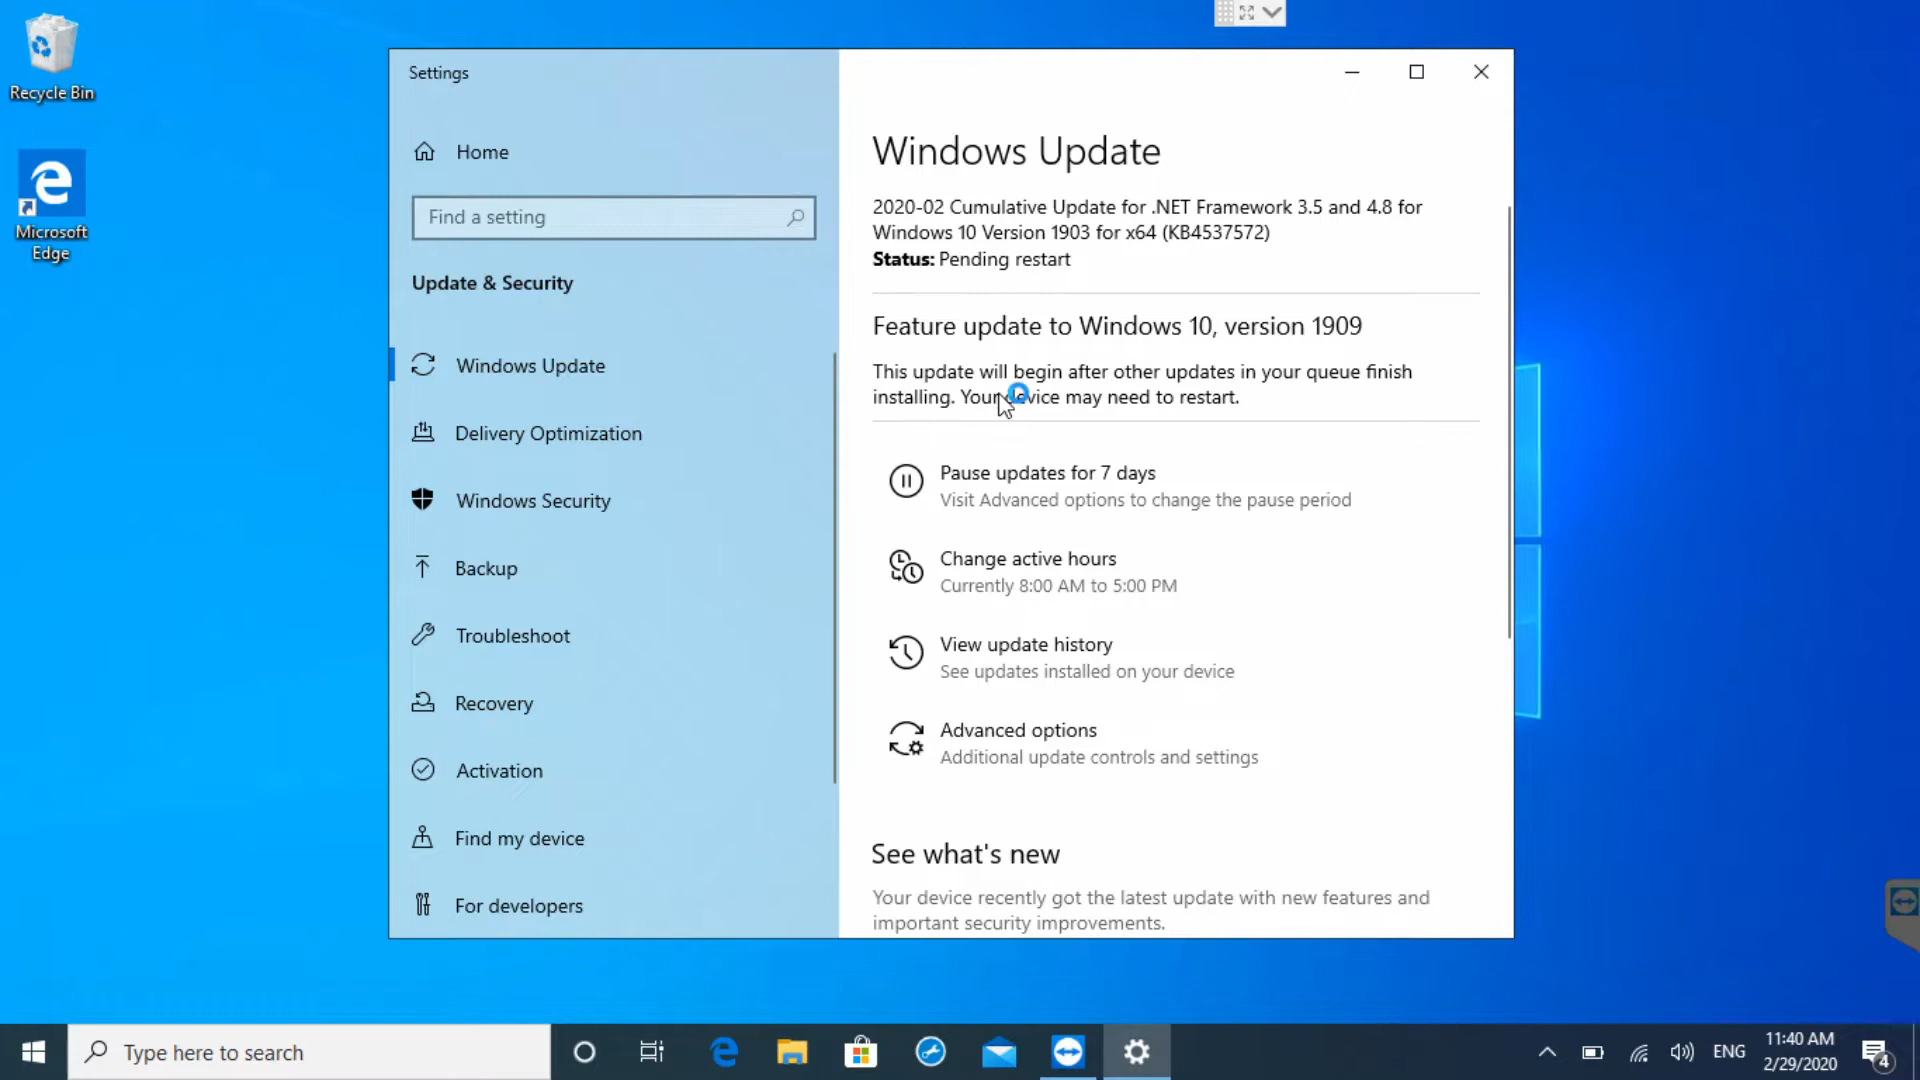 Recycle Bin
Microsoft
Edge
Settings
Home
Find a setting
Update & Security
Windows Update
Delivery Optimization
Windows Security
Backup
Troubleshoot
Recovery
Activation
Find my device
For developers
Windows Update
2020-02 Cumulative Update for .NET Framework 3.5 and 4.8 for
Windows 10 Version 1903 for x64 (KB4537572)
Status: Pending restart
Feature update to Windows 10, version 1909
This update will begin after other updates in your queue finish
installing. Your device may need to restart.
Pause updates for 7 days
Visit Advanced options to change the pause period
Change active hours
Currently 8:00 AM to 5:00 PM
View update history
See updates installed on your device
Advanced options
Additional update controls and settings
See what's new
Your device recently got the latest update with new features and
important security improvements.
Type here to search
ENG
11:40 AM
2/29/2020
4